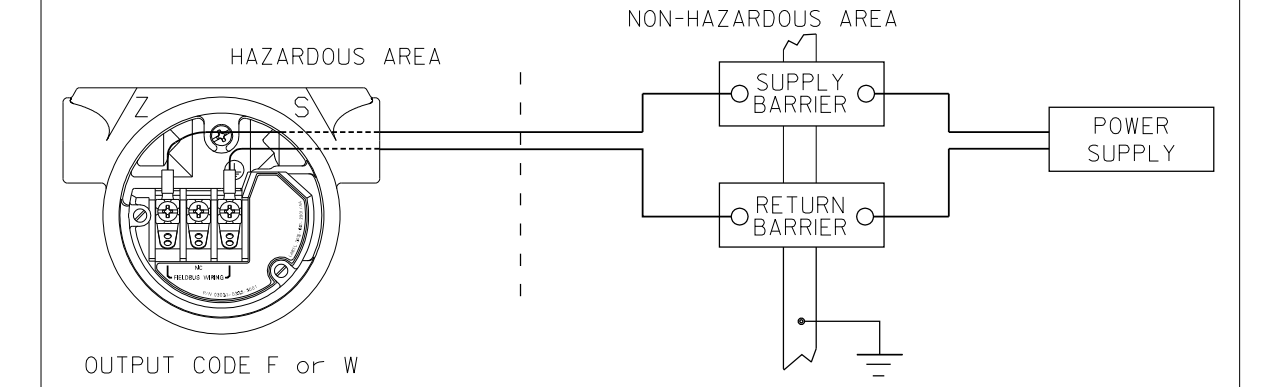 NON-HAZARDOUS AREA
HAZARDOUS AREA
Z
S
SUPPLY
BARRIER
POWER
SUPPLY
RETURN
BARRIER
NC
FIELDBUS WIRING
OUTPUT CODE F or W